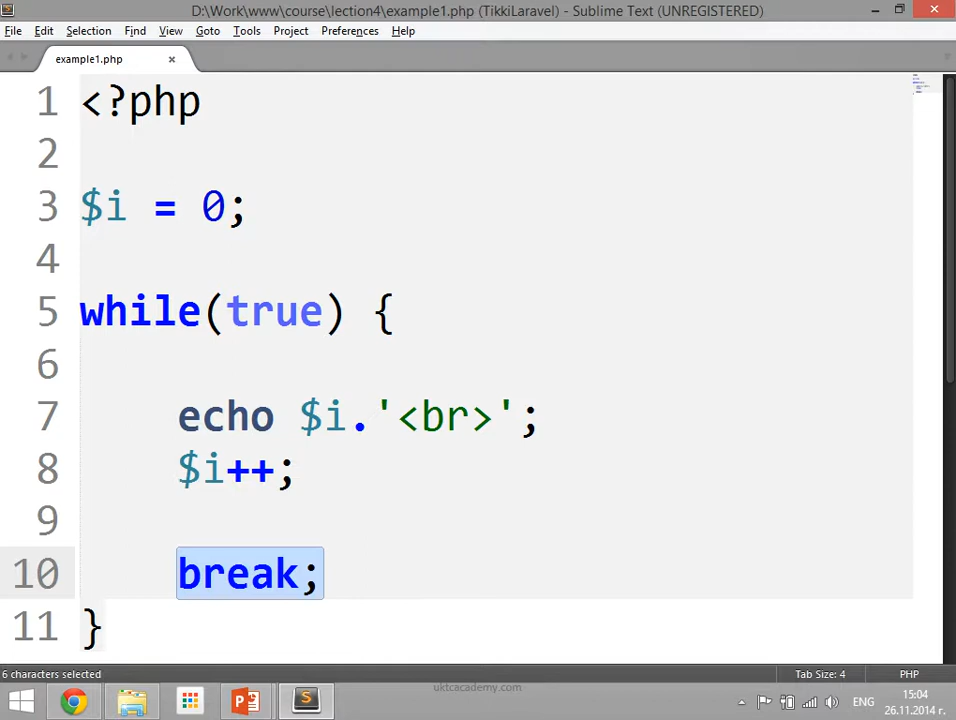 D:\Work\www\course\lection4\example1.php (TikkiLaravel) - Sublime Text (UNREGISTERED)
File Edit Selection Find View Goto Tools Project Preferences Help
example1.php
1 <?php
2
3 $i = 0;
4
5 while(true) {
6
7 echo $i.'<br>';
8 $i++;
9
10 break;
11 }
6 characters selected Tab Size: 4 PHP
uktcacademy.com
ЕНГ 15:04
26.11.2014 г.